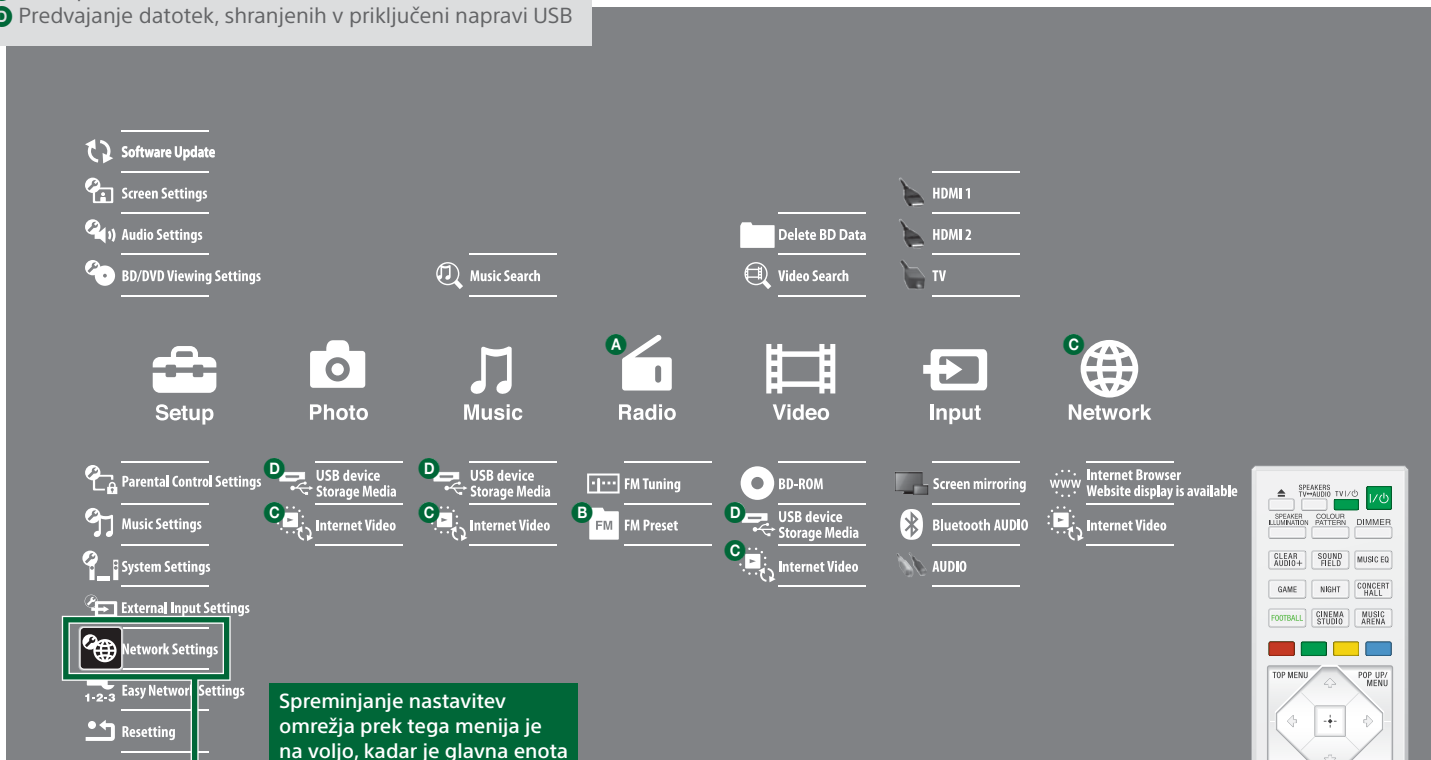 D Predvajanje datotek, shranjenih v priključeni napravi USB
Software Update
Screen Settings
Audio Settings
BD/DVD Viewing Settings
Music Search
Delete BD Data
Video Search
HDMI 1
HDMI 2
TV
A
C
Setup
Photo
Music
Radio
Video
Input
Network
Parental Control Settings
Music Settings
System Settings
External Input Settings
Network Settings
1-2-3 Easy Network Settings
Resetting
D USB device
Storage Media
C Internet Video
D USB device
Storage Media
C Internet Video
FM Tuning
B FM FM Preset
BD-ROM
D USB device
Storage Media
C Internet Video
Screen mirroring
Bluetooth AUDIO
AUDIO
www Internet Browser
Website display is available
Internet Video
Spreminjanje nastavitev
omrežja prek tega menija je
na voljo, kadar je glavna enota
SPEAKERS
TV↔AUDIO TV I/⏻
I/⏻
SPEAKER
ILLUMINATION
COLOUR
PATTERN
DIMMER
CLEAR
AUDIO+
SOUND
FIELD
MUSIC EQ
GAME
NIGHT
CONCERT
HALL
FOOTBALL
CINEMA
STUDIO
MUSIC
ARENA
TOP MENU
POP UP/
MENU